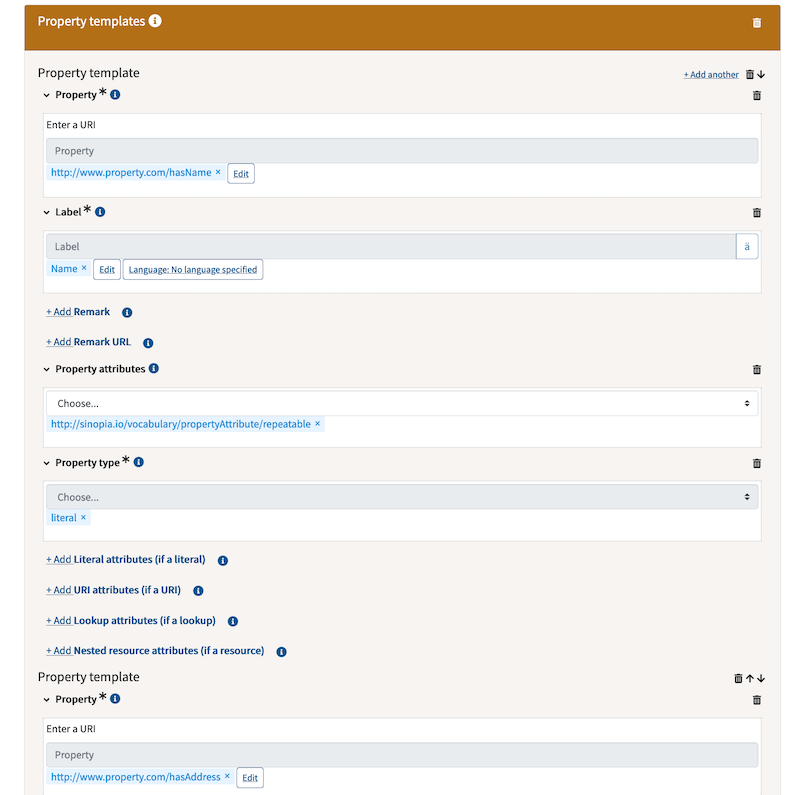 Property templates
Property template
+ Add another
Property *
Enter a URI
Property
http://www.property.com/hasName × Edit
Label *
Label ä
Name × Edit Language: No language specified
+ Add Remark
+ Add Remark URL
Property attributes
Choose...
http://sinopia.io/vocabulary/propertyAttribute/repeatable ×
Property type *
Choose...
literal ×
+ Add Literal attributes (if a literal)
+ Add URI attributes (if a URI)
+ Add Lookup attributes (if a lookup)
+ Add Nested resource attributes (if a resource)
Property template
Property *
Enter a URI
Property
http://www.property.com/hasAddress × Edit